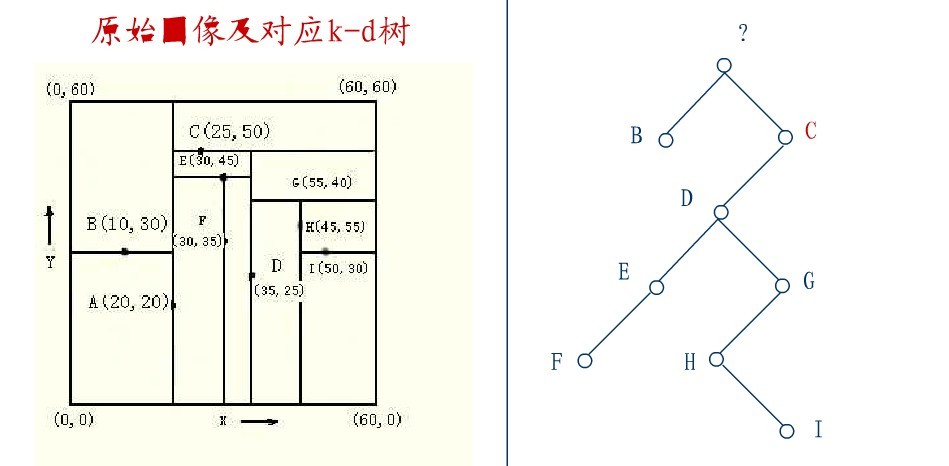 原始图像及对应k-d树
(0, 60)
(60, 60)
C(25, 50)
E(30, 45)
G(55, 40)
B(10, 30)
F
(30, 35)
H(45, 55)
Y
D
(35, 25)
I(50, 30)
A(20, 20)
(0, 0)
X
(60, 0)
?
B
C
D
E
G
F
H
I